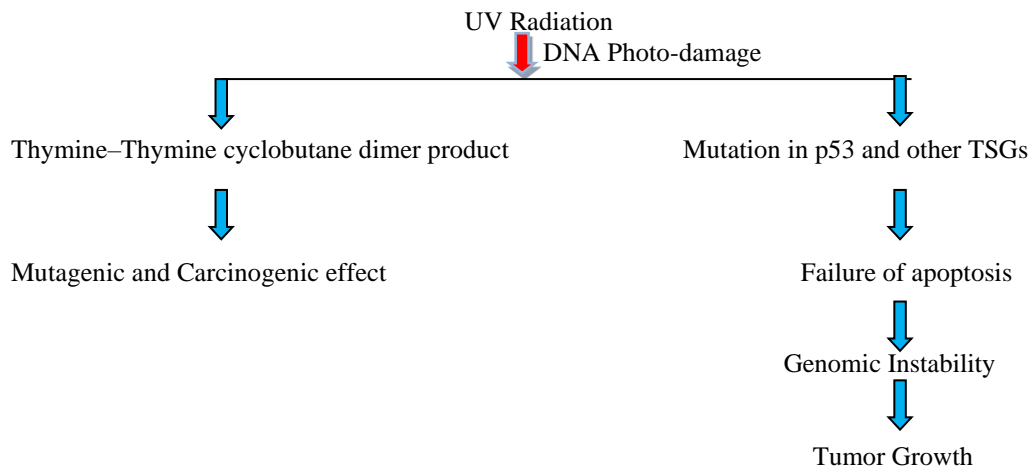 UV Radiation
DNA Photo-damage
Thymine–Thymine cyclobutane dimer product
Mutation in p53 and other TSGs
Mutagenic and Carcinogenic effect
Failure of apoptosis
Genomic Instability
Tumor Growth